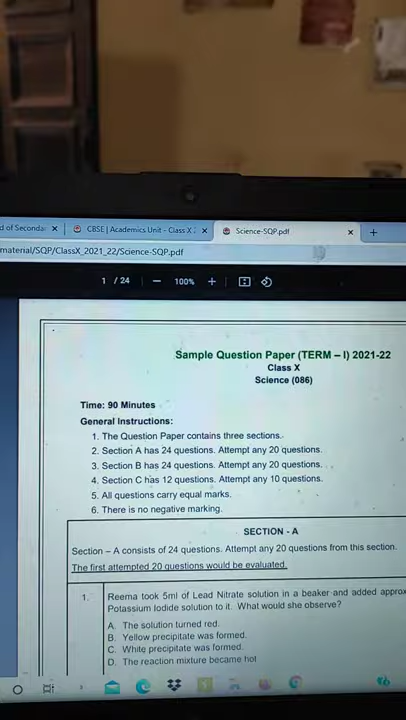 d of Seconda × CBSE | Academics Unit - Class X × Science-SQP.pdf × +
material/SQP/ClassX_2021_22/Science-SQP.pdf
1 / 24 − 100% +
Sample Question Paper (TERM – I) 2021-22
Class X
Science (086)
Time: 90 Minutes
General Instructions:
1. The Question Paper contains three sections.
2. Section A has 24 questions. Attempt any 20 questions.
3. Section B has 24 questions. Attempt any 20 questions.
4. Section C has 12 questions. Attempt any 10 questions.
5. All questions carry equal marks.
6. There is no negative marking.
SECTION - A
Section – A consists of 24 questions. Attempt any 20 questions from this section.
The first attempted 20 questions would be evaluated.
1. Reema took 5ml of Lead Nitrate solution in a beaker and added approx
Potassium Iodide solution to it. What would she observe?
A. The solution turned red.
B. Yellow precipitate was formed.
C. White precipitate was formed.
D. The reaction mixture became hot